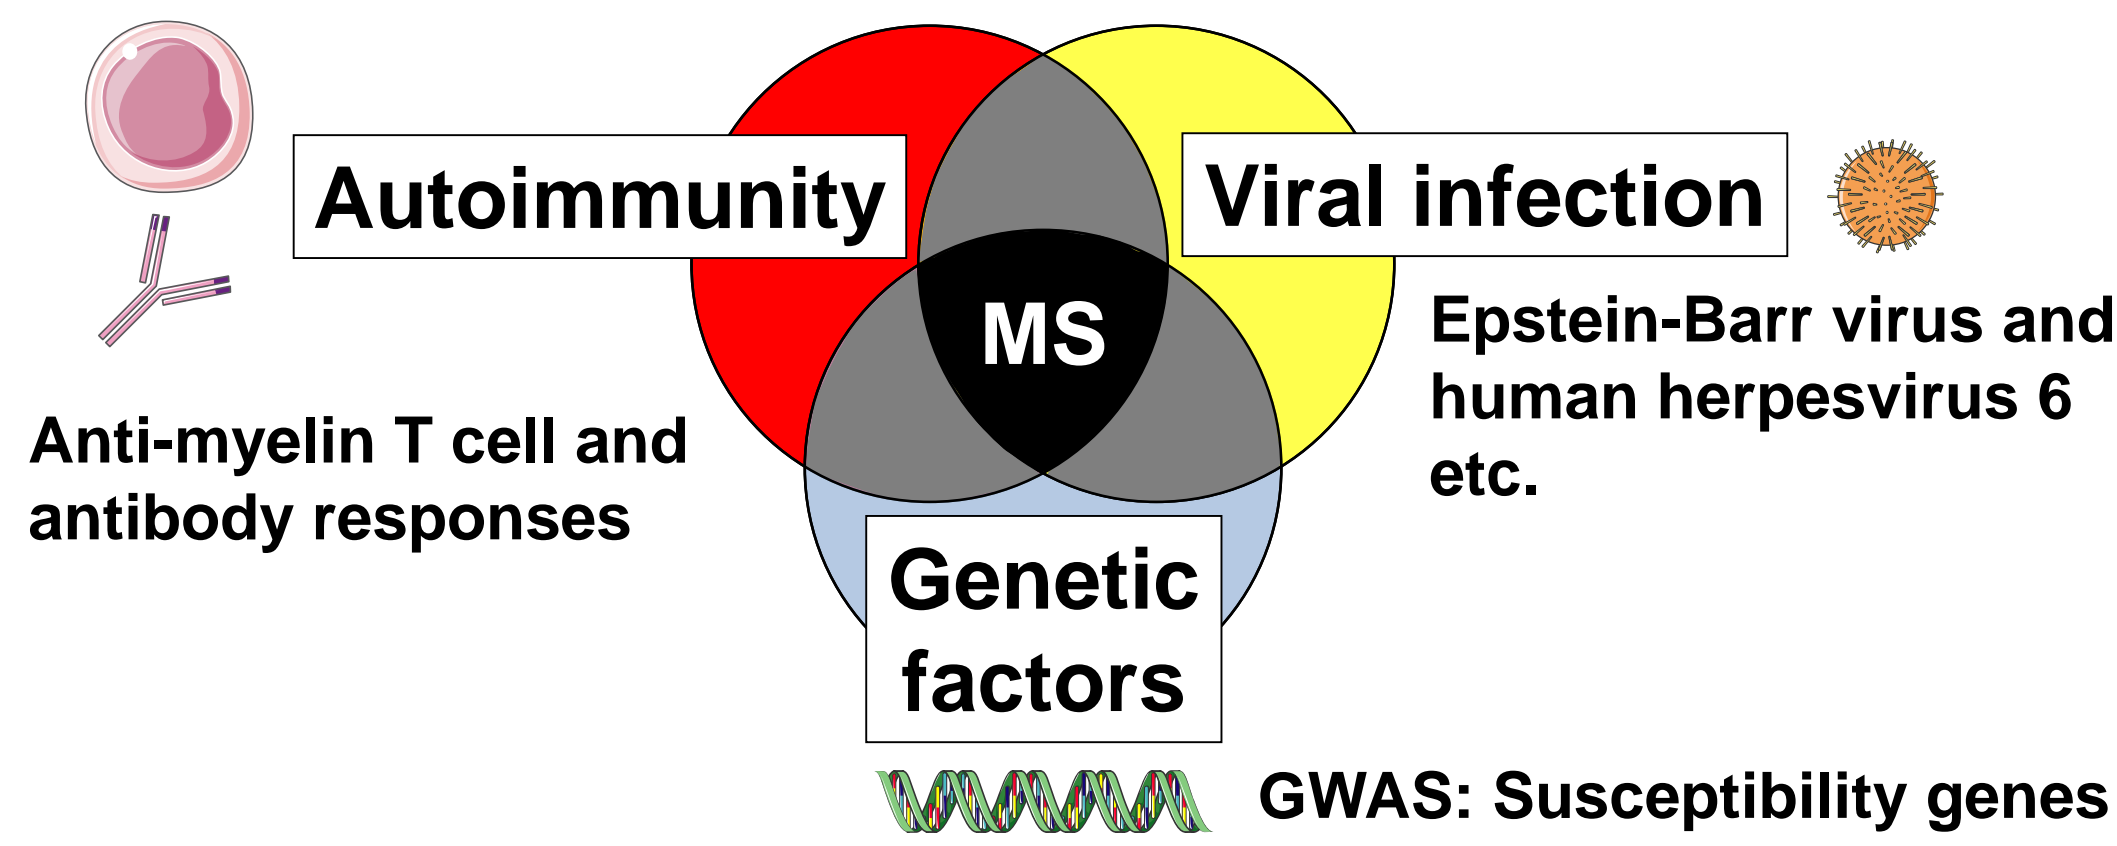 Autoimmunity
Viral infection
MS
Epstein-Barr virus and
human herpesvirus 6
etc.
Anti-myelin T cell and
antibody responses
Genetic
factors
GWAS: Susceptibility genes